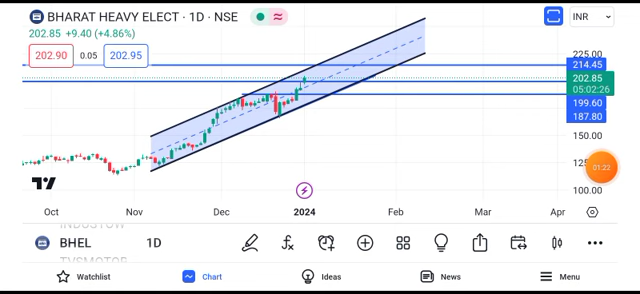 BHARAT HEAVY ELECT · 1D · NSE
INR
202.85 +9.40 (+4.86%)
202.90 0.05 202.95
225.00
214.45
202.85
05:02:26
199.60
187.80
150.00
01:22
100.00
Oct Nov Dec 2024 Feb Mar Apr
BHEL 1D
Watchlist Chart Ideas News Menu